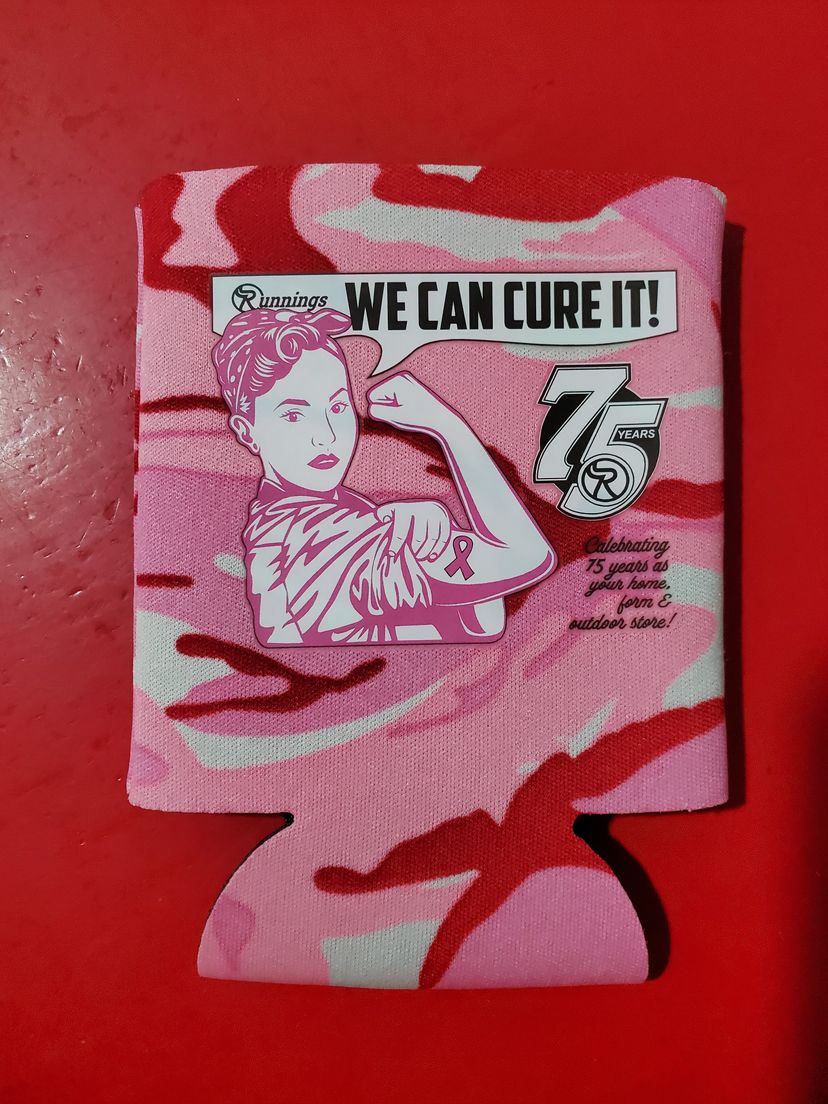 Runnings
WE CAN CURE IT!
75
YEARS
R
Celebrating
75 years as
your home,
farm &
outdoor store!